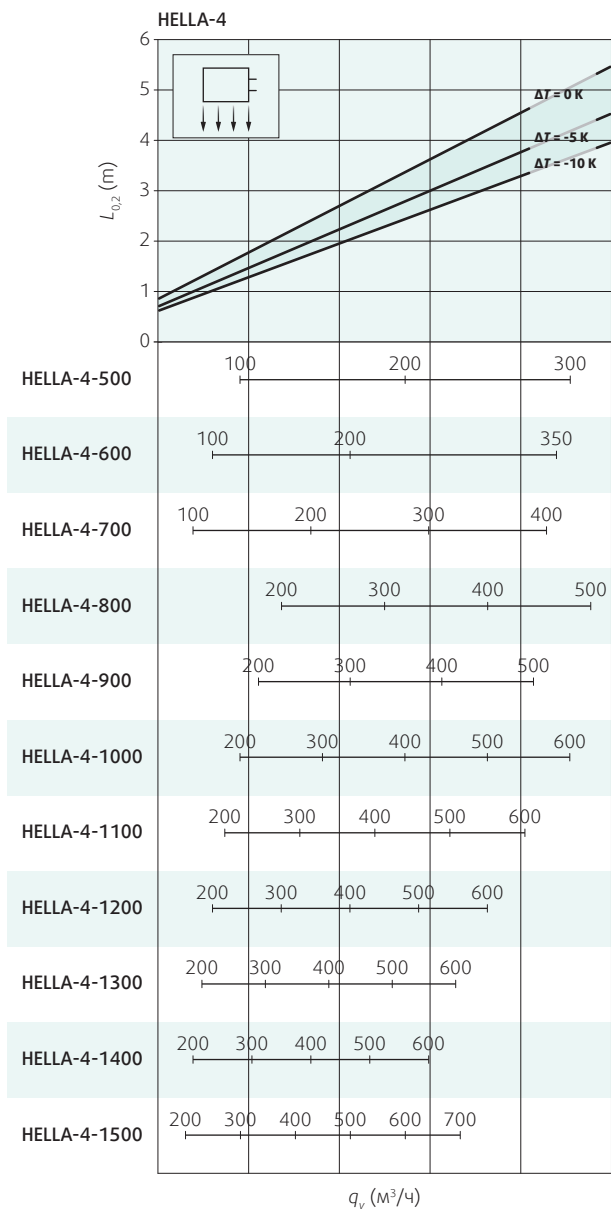 HELLA-4
6
5
4
3
2
1
0
L0,2 (m)
ΔT = 0 K
ΔT = -5 K
ΔT = -10 K
HELLA-4-500 100 200 300
HELLA-4-600 100 200 350
HELLA-4-700 100 200 300 400
HELLA-4-800 200 300 400 500
HELLA-4-900 200 300 400 500
HELLA-4-1000 200 300 400 500 600
HELLA-4-1100 200 300 400 500 600
HELLA-4-1200 200 300 400 500 600
HELLA-4-1300 200 300 400 500 600
HELLA-4-1400 200 300 400 500 600
HELLA-4-1500 200 300 400 500 600 700
qv (м³/ч)